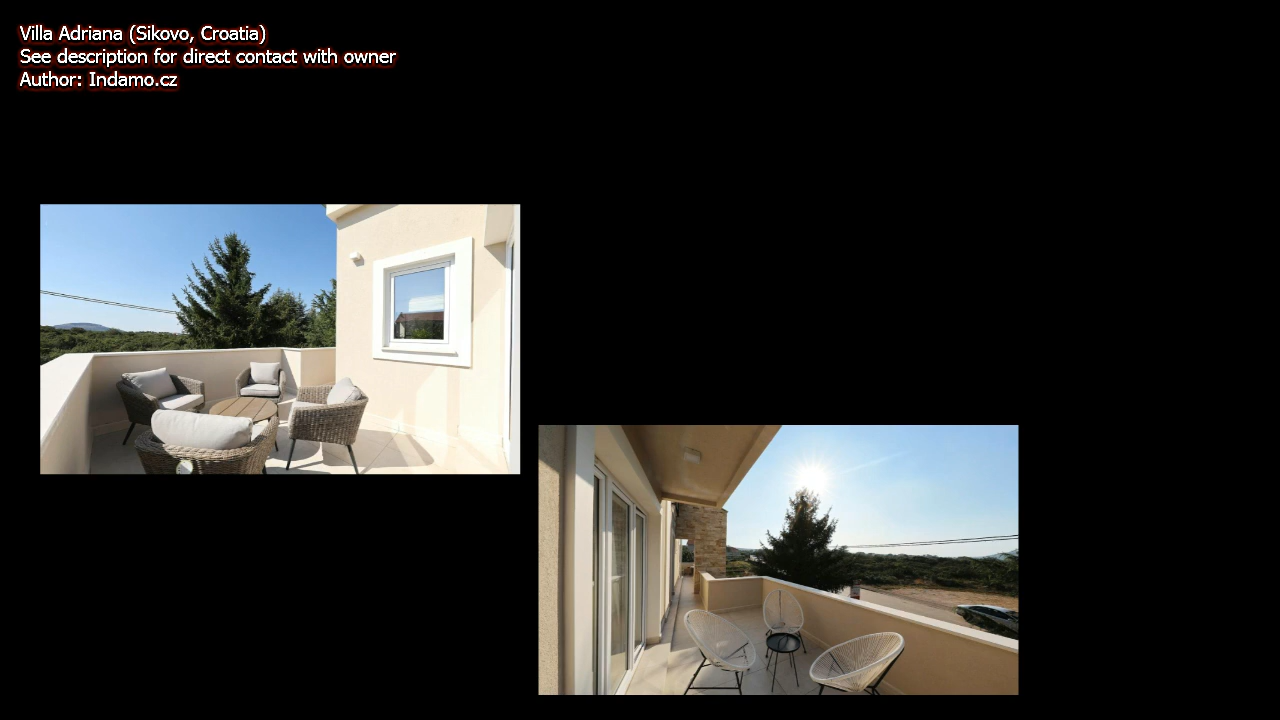 Villa Adriana (Sikovo, Croatia)
See description for direct contact with owner
Author: Indamo.cz